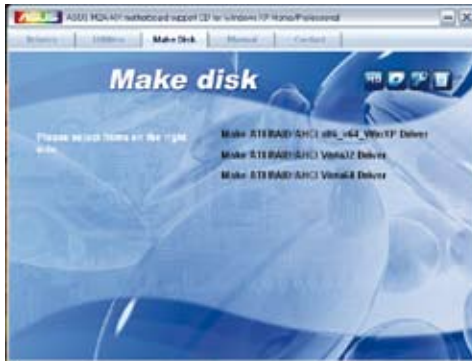 ASUS M2A-MX motherboard support CD for Windows XP Home/Professional
Drivers Utilities Make Disk Manual Contact
Make disk
Please select items on the right side.
Make ATI RAID/AHCI x86_x64_WinXP Driver
Make ATI RAID/AHCI Vista32 Driver
Make ATI RAID/AHCI Vista64 Driver